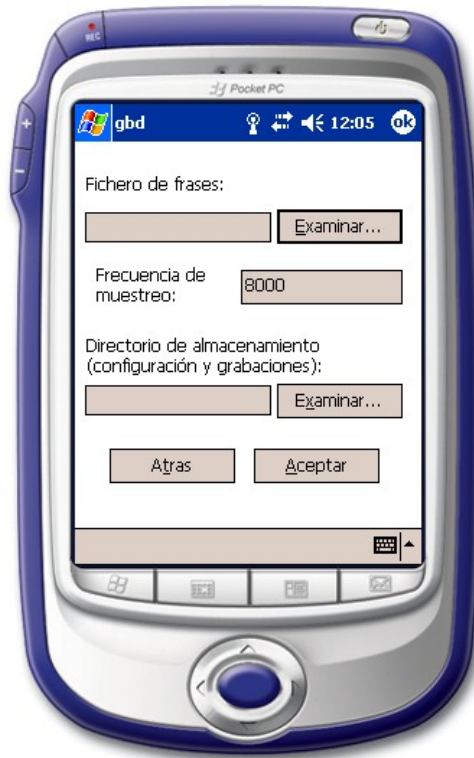 REC
Pocket PC
gbd 12:05 ok
Fichero de frases:
Examinar...
Frecuencia de
muestreo:
8000
Directorio de almacenamiento
(configuración y grabaciones):
Examinar...
Atras Aceptar